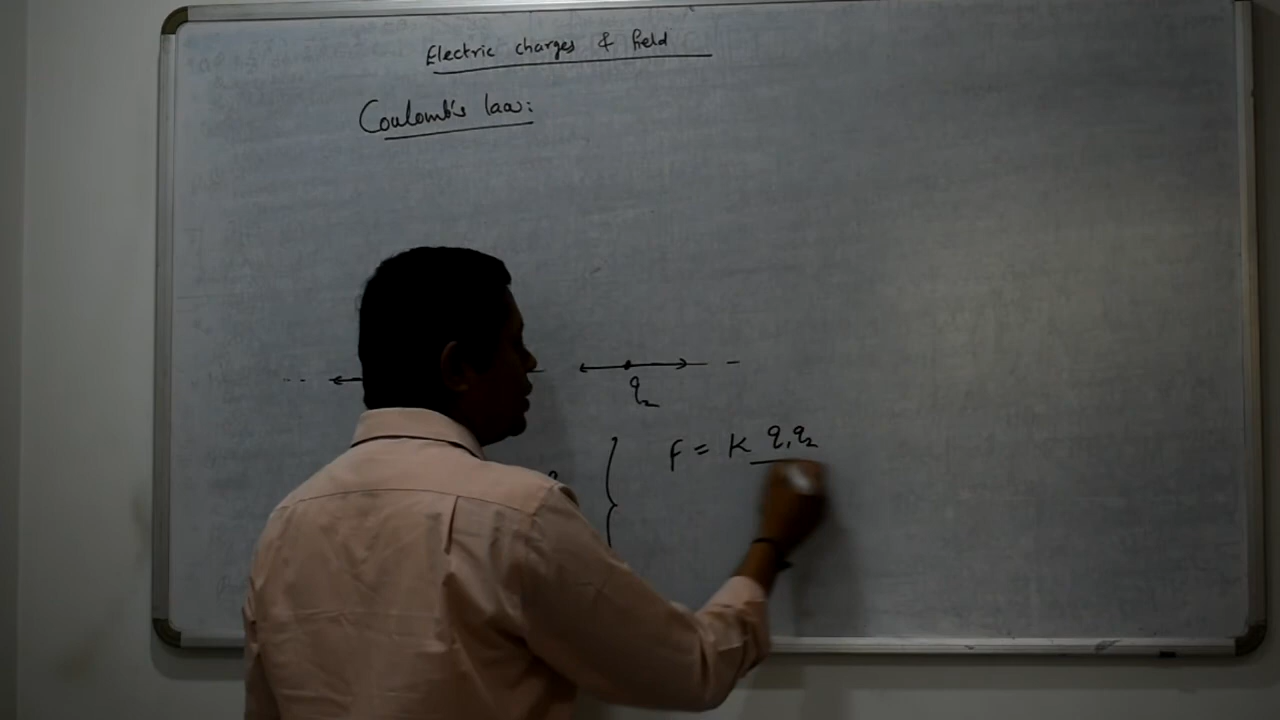 Electric charges & field
Coulomb's law:
q₂
F = K q₁q₂